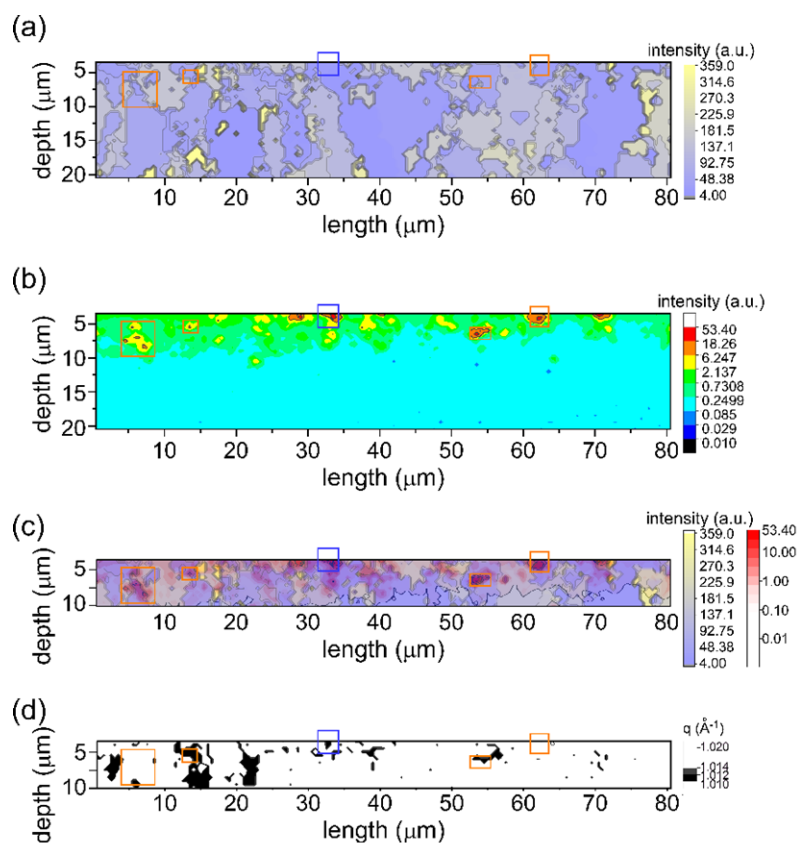 (a)
intensity (a.u.)
359.0
314.6
270.3
225.9
181.5
137.1
92.75
48.38
4.00
depth (μm)
5
10
15
20
10 20 30 40 50 60 70 80
length (μm)
(b)
intensity (a.u.)
53.40
18.26
6.247
2.137
0.7308
0.2499
0.085
0.029
0.010
depth (μm)
5
10
15
20
10 20 30 40 50 60 70 80
length (μm)
(c)
intensity (a.u.)
359.0
314.6
270.3
225.9
181.5
137.1
92.75
48.38
4.00
53.40
10.00
1.00
0.10
0.01
depth (μm)
5
10
10 20 30 40 50 60 70 80
length (μm)
(d)
q (Å⁻¹)
1.020
1.014
1.012
1.010
depth (μm)
5
10
10 20 30 40 50 60 70 80
length (μm)